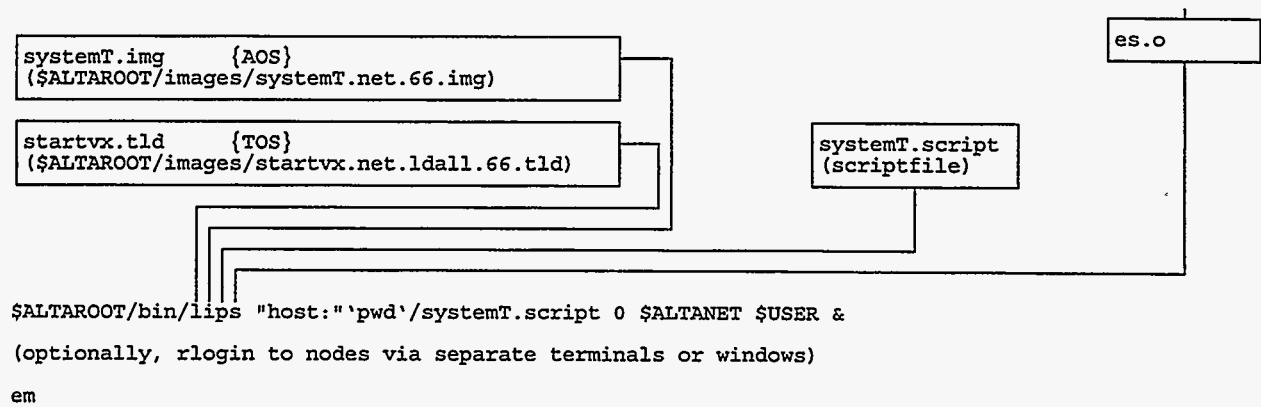 systemT.img {AOS}
($ALTAROOT/images/systemT.net.66.img)
es.o
startvx.tld {TOS}
($ALTAROOT/images/startvx.net.ldall.66.tld)
systemT.script
(scriptfile)
$ALTAROOT/bin/lips "host:"'pwd'/systemT.script 0 $ALTANET $USER &
(optionally, rlogin to nodes via separate terminals or windows)
em